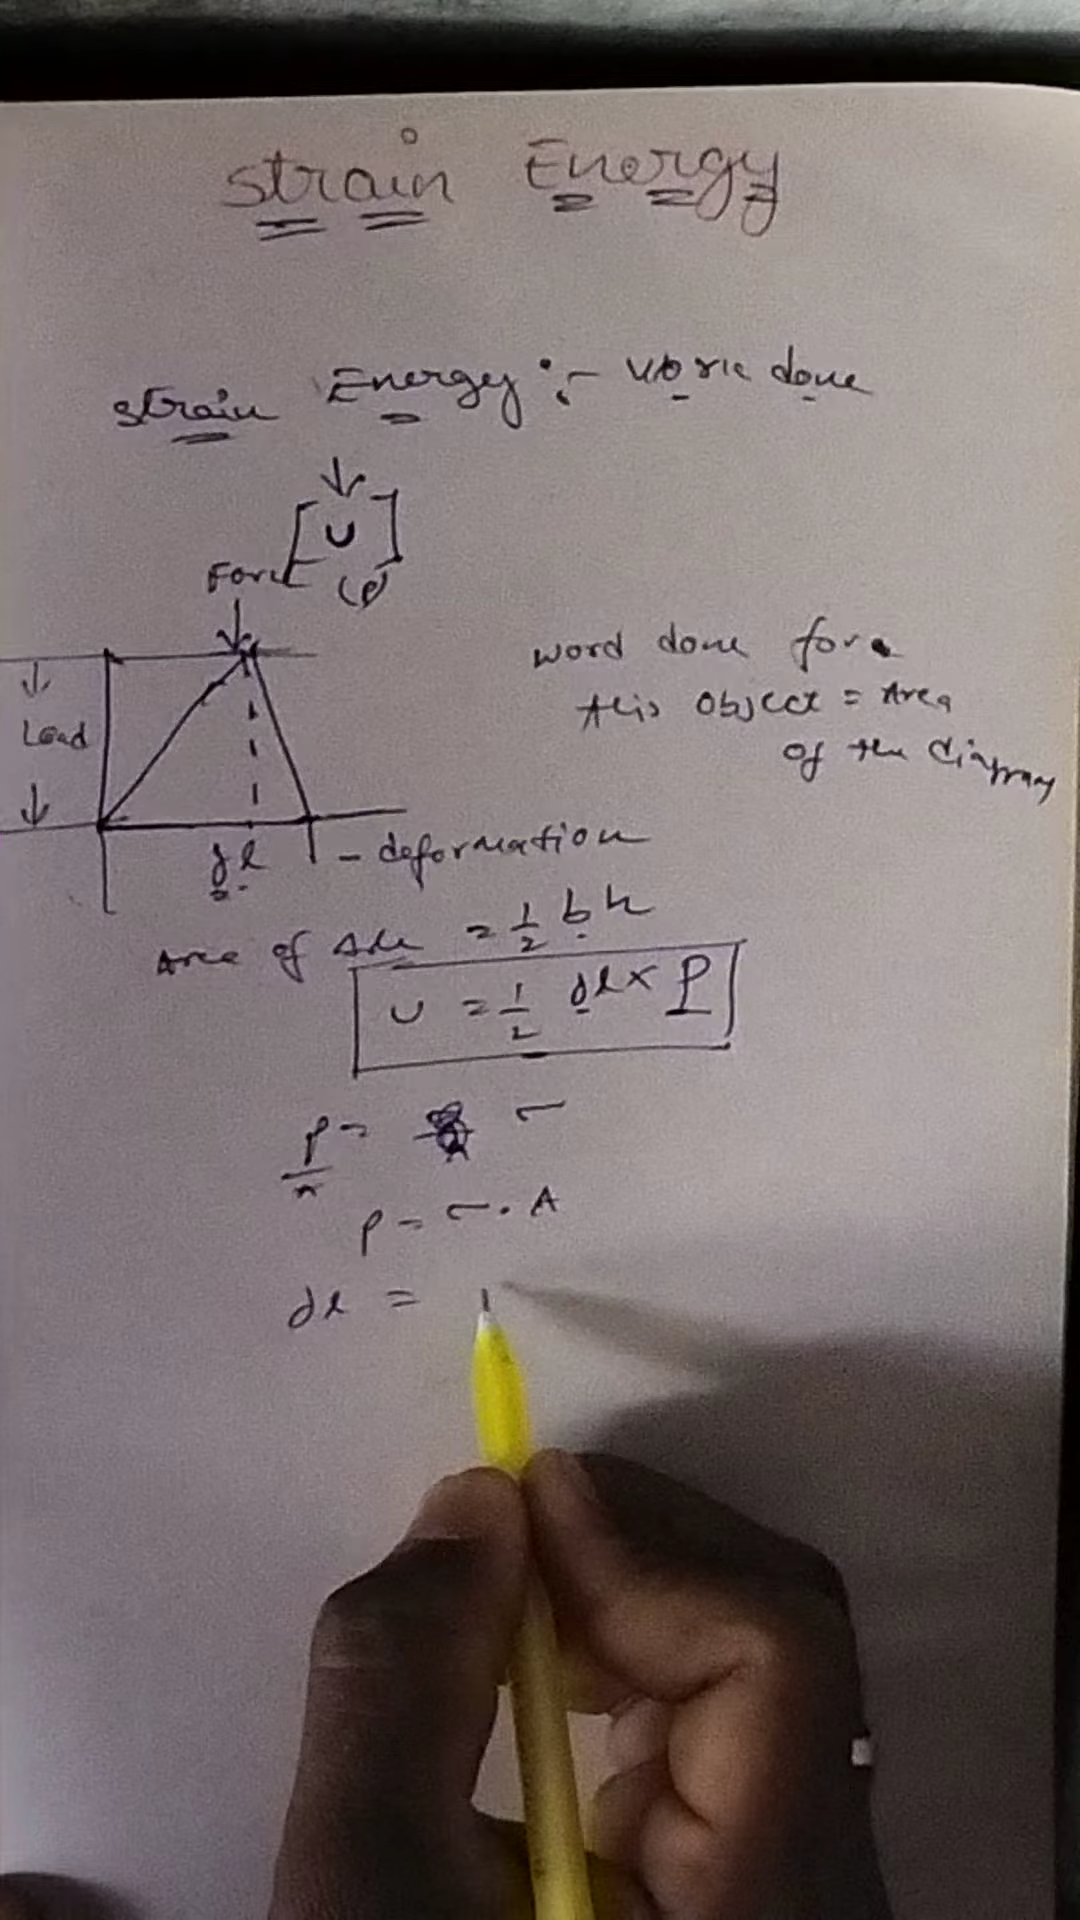 Strain Energy
Strain Energy :- work done
[U]
Force (P)
Load
word done for
this object = Area
of the diagram
δl - deformation
Area of Δle = 1/2 bh
U = 1/2 δl x P
P/A = σ
P = σ . A
δl =